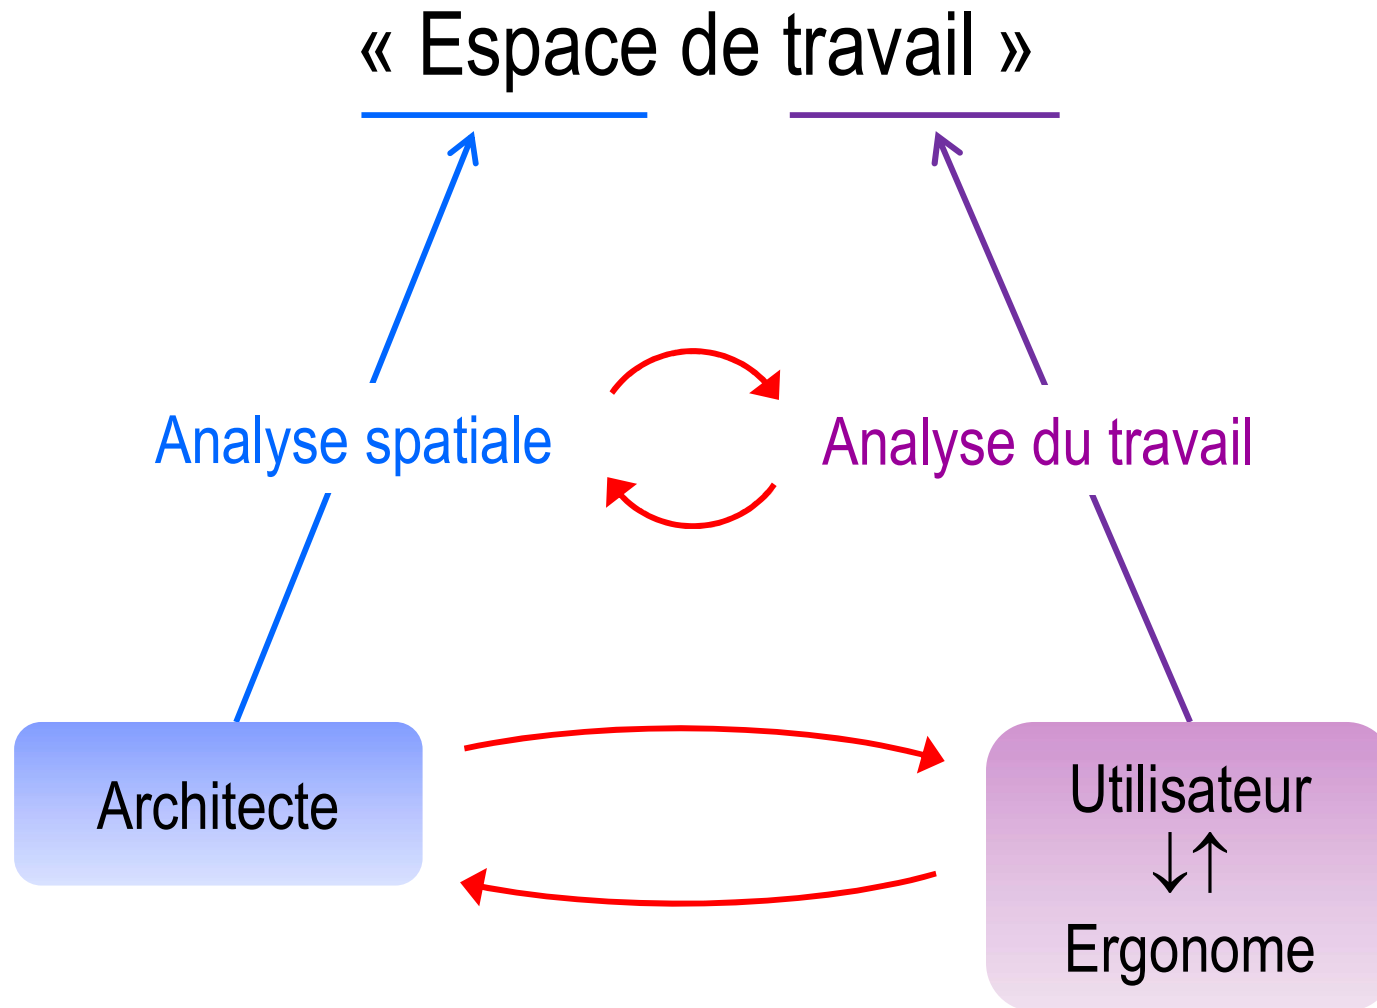 « Espace de travail »
Analyse spatiale
Analyse du travail
Architecte
Utilisateur
↓↑
Ergonome